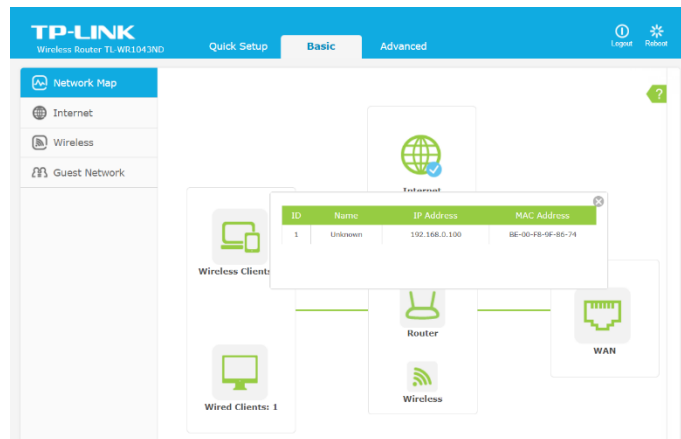 TP-LINK
Wireless Router TL-WR1043ND
Quick Setup
Basic
Advanced
Logout
Reboot
Network Map
Internet
Wireless
Guest Network
?
Internet
ID Name IP Address MAC Address
1 Unknown 192.168.0.100 BE-00-F8-9F-86-74
Wireless Clients
Router
WAN
Wired Clients: 1
Wireless